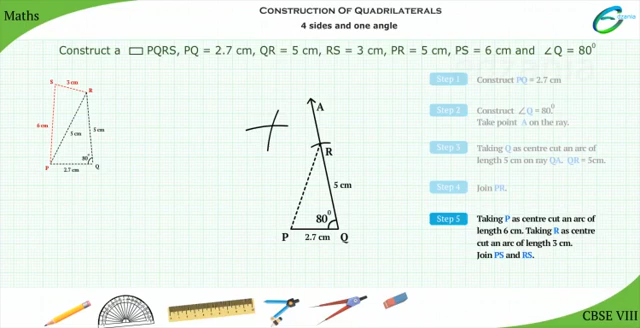 Maths
CONSTRUCTION OF QUADRILATERALS
4 sides and one angle
Construct a ▭ PQRS, PQ = 2.7 cm, QR = 5 cm, RS = 3 cm, PR = 5 cm, PS = 6 cm and ∠Q = 80⁰
S
3 cm
R
6 cm
5 cm
5 cm
80⁰
P
2.7 cm
Q
A
R
5 cm
80⁰
P
2.7 cm
Q
Step 1
Construct PQ = 2.7 cm
Step 2
Construct ∠Q = 80⁰.
Take point A on the ray.
Step 3
Taking Q as centre cut an arc of
length 5 cm on ray QA. QR = 5cm.
Step 4
Join PR.
Step 5
Taking P as centre cut an arc of
length 6 cm. Taking R as centre
cut an arc of length 3 cm.
Join PS and RS.
CBSE VIII